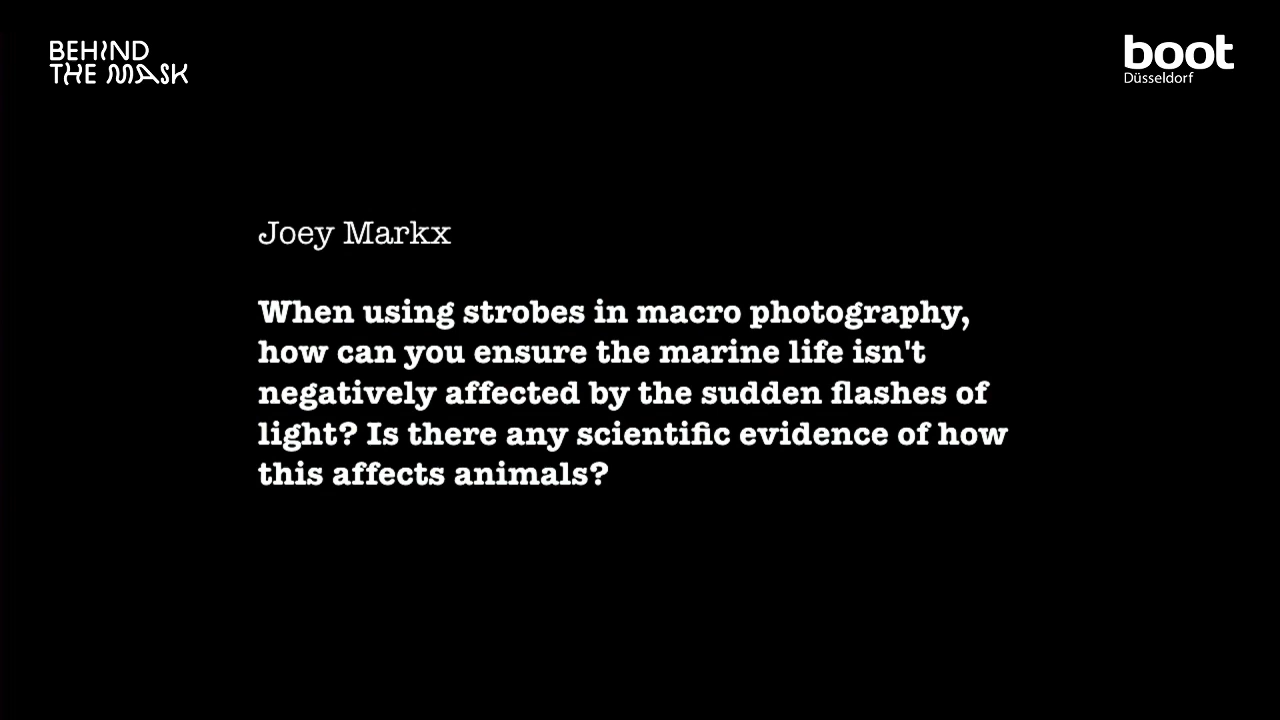 BEHIND
THE MASK
boot
Düsseldorf
Joey Markx
When using strobes in macro photography,
how can you ensure the marine life isn't
negatively affected by the sudden flashes of
light? Is there any scientific evidence of how
this affects animals?